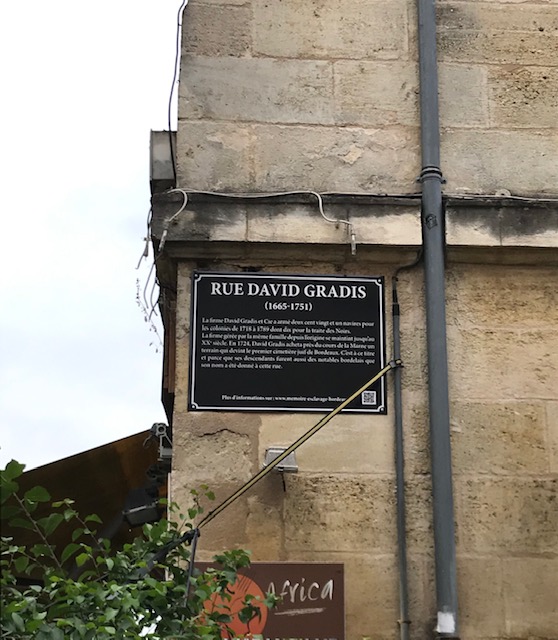 RUE DAVID GRADIS
(1665-1751)
La firme David Gradis et Cie a armé deux cent vingt et un navires pour
les colonies de 1718 à 1789 dont dix pour la traite des Noirs.
La firme gérée par la même famille depuis l'origine se maintint jusqu'au
XXe siècle. En 1724, David Gradis acheta près du cours de la Marne un
terrain qui devint le premier cimetière juif de Bordeaux. C'est à ce titre
et parce que ses descendants furent aussi des notables bordelais que
son nom a été donné à cette rue.
Plus d'informations sur : www.memoire-esclavage-bordeaux
africa